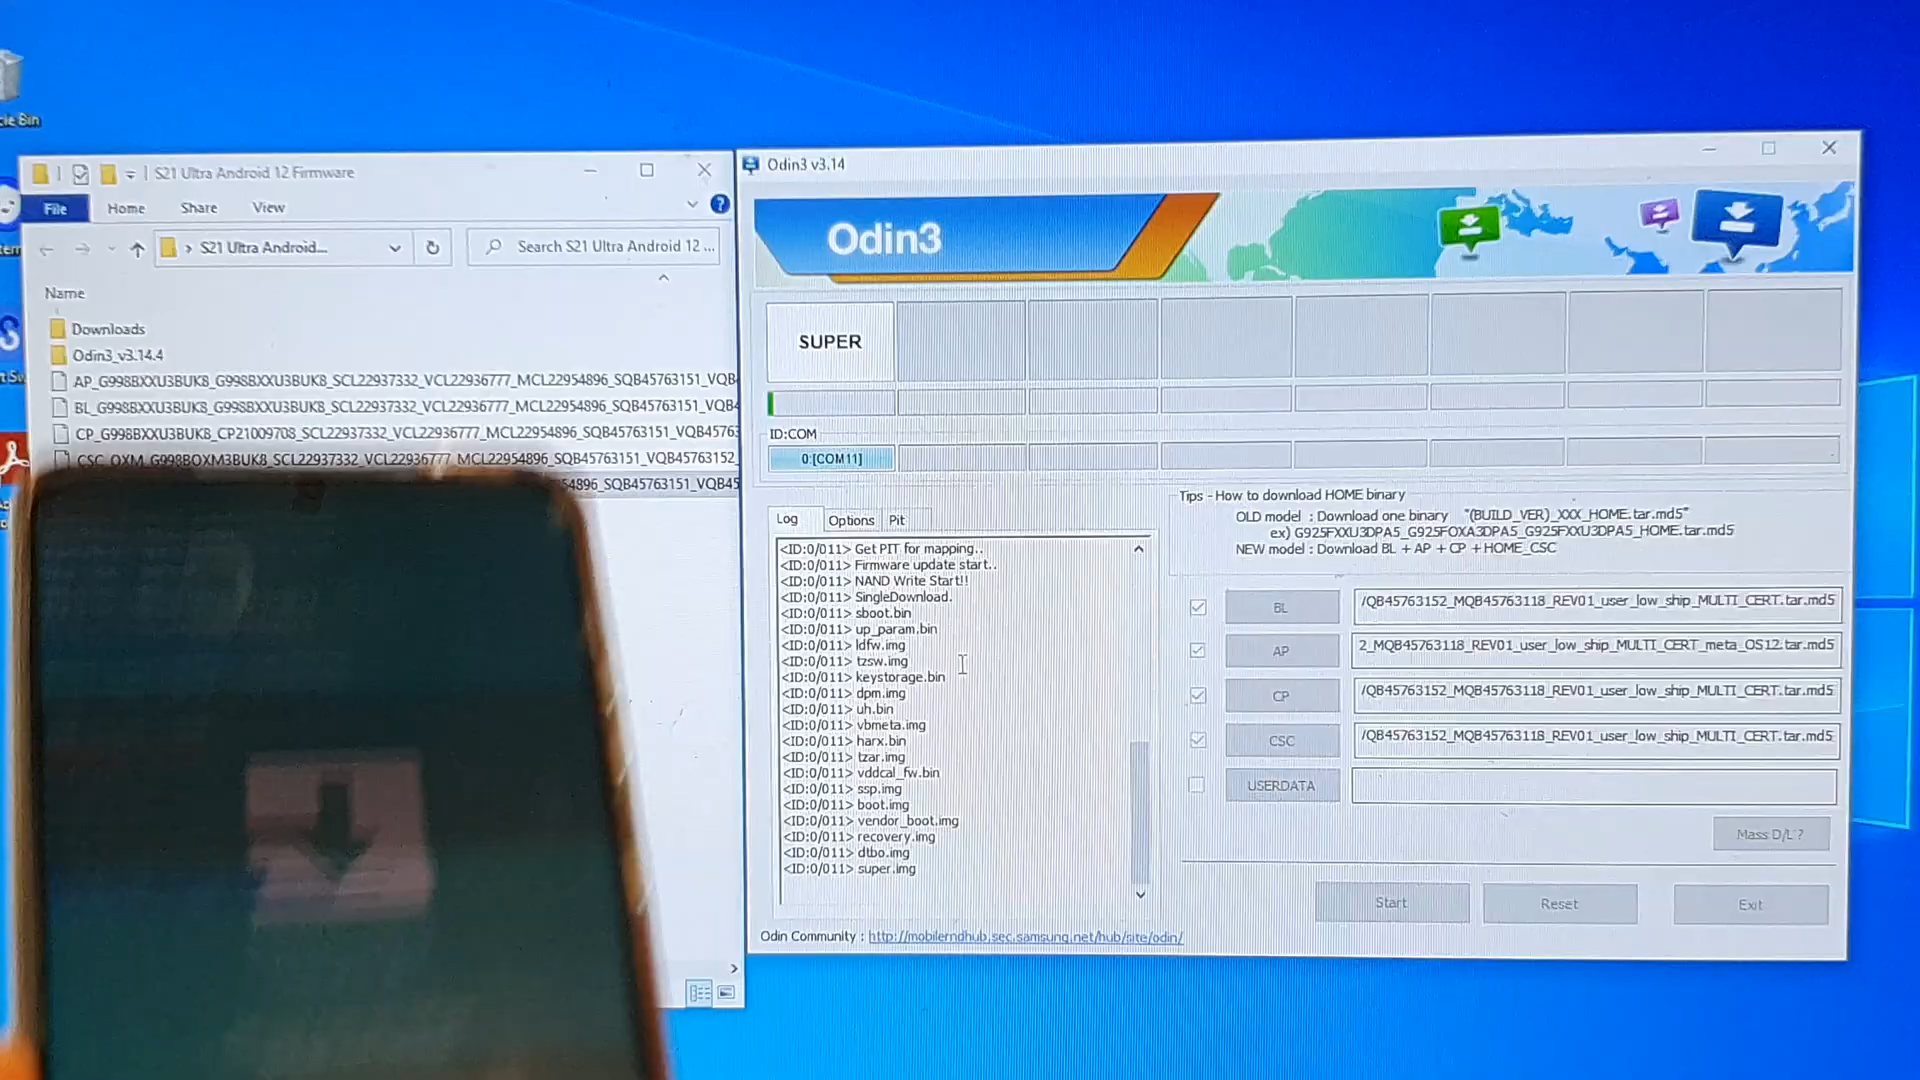 cle Bin
S21 Ultra Android 12 Firmware
File Home Share View
S21 Ultra Android...
Search S21 Ultra Android 12 ...
Name
Downloads
Odin3_v3.14.4
AP_G998BXXU3BUK8_G998BXXU3BUK8_SCL22937332_VCL22936777_MCL22954896_SQB45763151_VQB4
BL_G998BXXU3BUK8_G998BXXU3BUK8_SCL22937332_VCL22936777_MCL22954896_SQB45763151_VQB4
CP_G998BXXU3BUK8_CP21009708_SCL22937332_VCL22936777_MCL22954896_SQB45763151_VQB45763
CSC_OXM_G998BOXM3BUK8_SCL22937332_VCL22936777_MCL22954896_SQB45763151_VQB45763152_
54896_SQB45763151_VQB45
Odin3 v3.14
Odin3
SUPER
ID:COM
0:[COM11]
Log Options Pit
<ID:0/011> Get PIT for mapping..
<ID:0/011> Firmware update start..
<ID:0/011> NAND Write Start!!
<ID:0/011> SingleDownload.
<ID:0/011> sboot.bin
<ID:0/011> up_param.bin
<ID:0/011> ldfw.img
<ID:0/011> tzsw.img
<ID:0/011> keystorage.bin
<ID:0/011> dpm.img
<ID:0/011> uh.bin
<ID:0/011> vbmeta.img
<ID:0/011> harx.bin
<ID:0/011> tzar.img
<ID:0/011> vddcal_fw.bin
<ID:0/011> ssp.img
<ID:0/011> boot.img
<ID:0/011> vendor_boot.img
<ID:0/011> recovery.img
<ID:0/011> dtbo.img
<ID:0/011> super.img
Tips - How to download HOME binary
OLD model : Download one binary "(BUILD_VER)_XXX_HOME.tar.md5"
ex) G925FXXU3DPA5_G925FOXA3DPA5_G925FXXU3DPA5_HOME.tar.md5
NEW model : Download BL + AP + CP + HOME_CSC
BL /QB45763152_MQB45763118_REV01_user_low_ship_MULTI_CERT.tar.md5
AP 2_MQB45763118_REV01_user_low_ship_MULTI_CERT_meta_OS12.tar.md5
CP /QB45763152_MQB45763118_REV01_user_low_ship_MULTI_CERT.tar.md5
CSC /QB45763152_MQB45763118_REV01_user_low_ship_MULTI_CERT.tar.md5
USERDATA
Mass D/L ?
Start Reset Exit
Odin Community : http://mobilerndhub.sec.samsung.net/hub/site/odin/